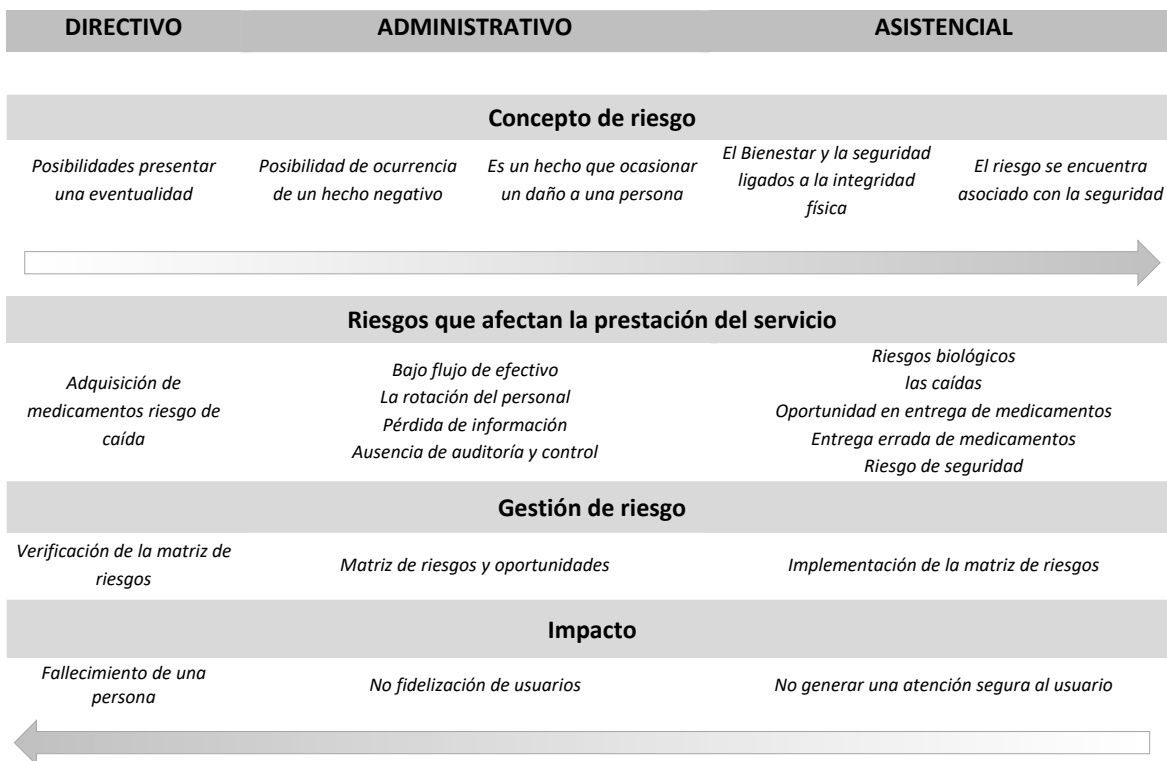 DIRECTIVO ADMINISTRATIVO ASISTENCIAL
Concepto de riesgo
Posibilidades presentar
una eventualidad
Posibilidad de ocurrencia
de un hecho negativo
Es un hecho que ocasionar
un daño a una persona
El Bienestar y la seguridad
ligados a la integridad
física
El riesgo se encuentra
asociado con la seguridad
Riesgos que afectan la prestación del servicio
Adquisición de
medicamentos riesgo de
caída
Bajo flujo de efectivo
La rotación del personal
Pérdida de información
Ausencia de auditoría y control
Riesgos biológicos
las caídas
Oportunidad en entrega de medicamentos
Entrega errada de medicamentos
Riesgo de seguridad
Gestión de riesgo
Verificación de la matriz de
riesgos
Matriz de riesgos y oportunidades
Implementación de la matriz de riesgos
Impacto
Fallecimiento de una
persona
No fidelización de usuarios
No generar una atención segura al usuario